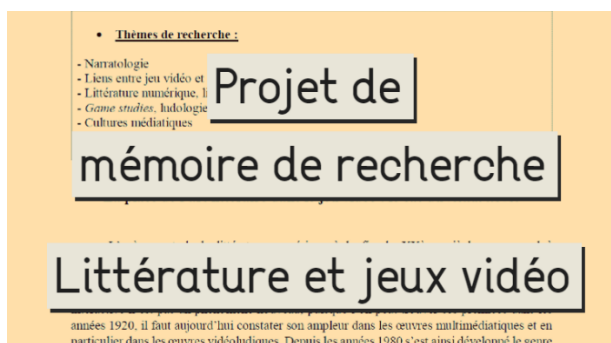 • Thèmes de recherche :
- Narratologie
- Liens entre jeu vidéo et
- Littérature numérique,
- Game studies, ludologie
- Cultures médiatiques
Projet de
mémoire de recherche
Littérature et jeux vidéo
années 1920, il faut aujourd'hui constater son ampleur dans les œuvres multimédiatiques et en
particulier dans les œuvres vidéoludiques. Depuis les années 1980 s'est ainsi développé le genre